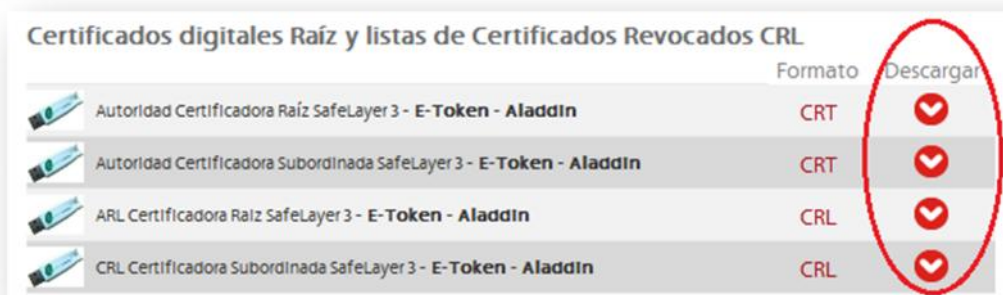 Certificados digitales Raíz y listas de Certificados Revocados CRL
Formato Descargar
Autoridad Certificadora Raíz SafeLayer 3 - E-Token - Aladdin CRT
Autoridad Certificadora Subordinada SafeLayer 3 - E-Token - Aladdin CRT
ARL Certificadora Raiz SafeLayer 3 - E-Token - Aladdin CRL
CRL Certificadora Subordinada SafeLayer 3 - E-Token - Aladdin CRL